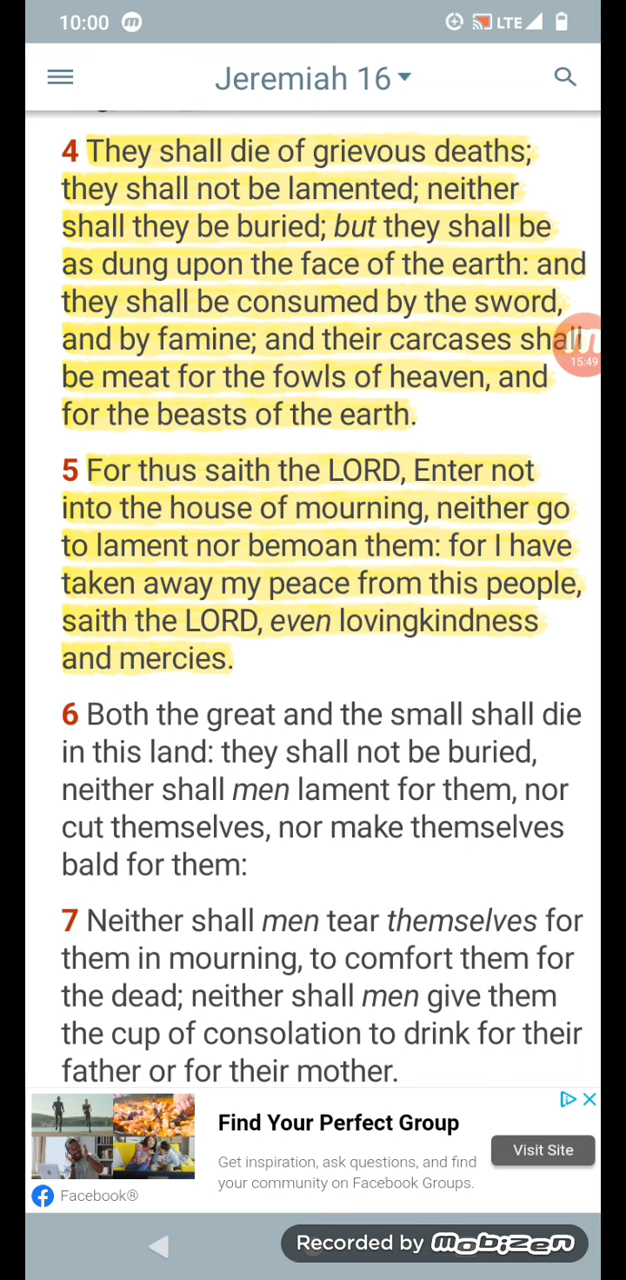 10:00 m LTE
Jeremiah 16
4 They shall die of grievous deaths;
they shall not be lamented; neither
shall they be buried; but they shall be
as dung upon the face of the earth: and
they shall be consumed by the sword,
and by famine; and their carcases shall
15:49
be meat for the fowls of heaven, and
for the beasts of the earth.
5 For thus saith the LORD, Enter not
into the house of mourning, neither go
to lament nor bemoan them: for I have
taken away my peace from this people,
saith the LORD, even lovingkindness
and mercies.
6 Both the great and the small shall die
in this land: they shall not be buried,
neither shall men lament for them, nor
cut themselves, nor make themselves
bald for them:
7 Neither shall men tear themselves for
them in mourning, to comfort them for
the dead; neither shall men give them
the cup of consolation to drink for their
father or for their mother.
Find Your Perfect Group
Get inspiration, ask questions, and find
your community on Facebook Groups.
Visit Site
Facebook®
Recorded by mobizen